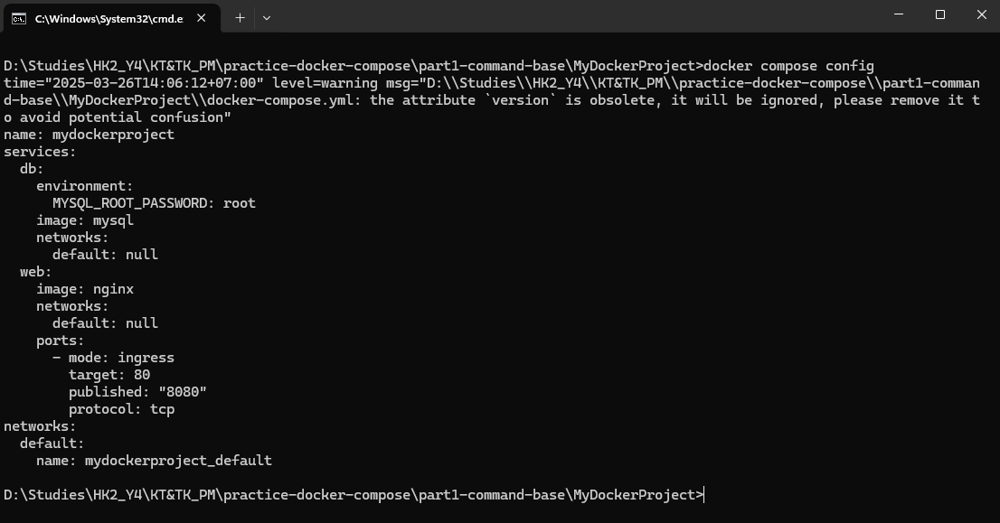 C:\Windows\System32\cmd.e
D:\Studies\HK2_Y4\KT&TK_PM\practice-docker-compose\part1-command-base\MyDockerProject>docker compose config
time="2025-03-26T14:06:12+07:00" level=warning msg="D:\\Studies\\HK2_Y4\\KT&TK_PM\\practice-docker-compose\\part1-comman
d-base\\MyDockerProject\\docker-compose.yml: the attribute `version` is obsolete, it will be ignored, please remove it t
o avoid potential confusion"
name: mydockerproject
services:
  db:
    environment:
      MYSQL_ROOT_PASSWORD: root
    image: mysql
    networks:
      default: null
  web:
    image: nginx
    networks:
      default: null
    ports:
      - mode: ingress
        target: 80
        published: "8080"
        protocol: tcp
networks:
  default:
    name: mydockerproject_default
D:\Studies\HK2_Y4\KT&TK_PM\practice-docker-compose\part1-command-base\MyDockerProject>